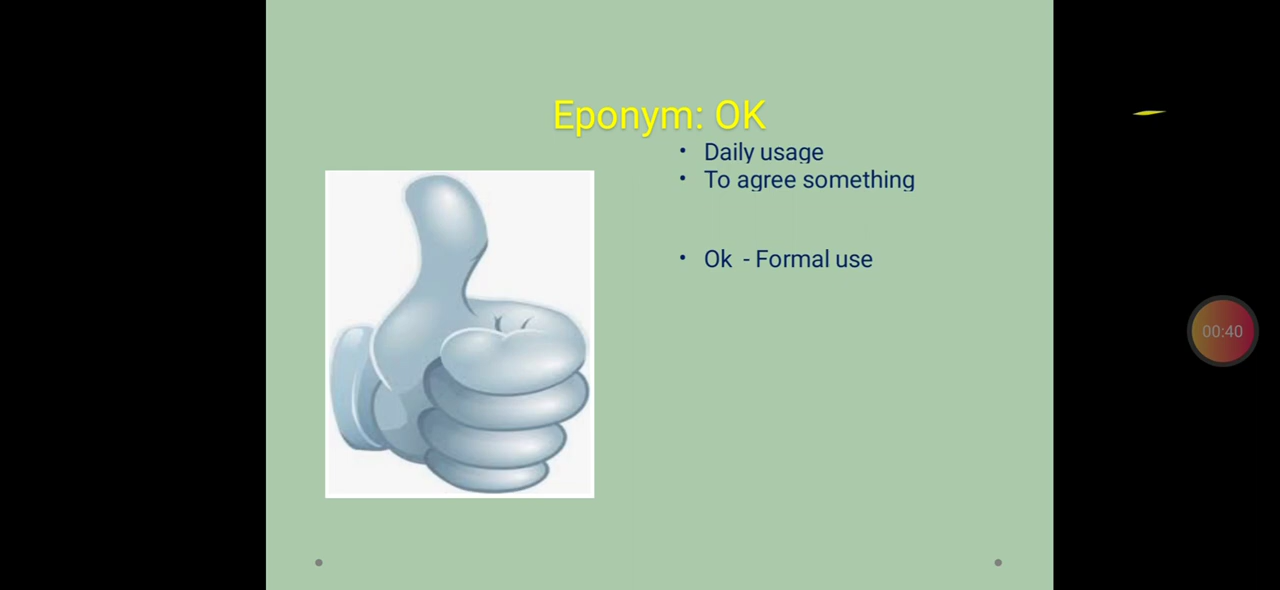 Eponym: OK
• Daily usage
• To agree something
• Ok - Formal use
00:40